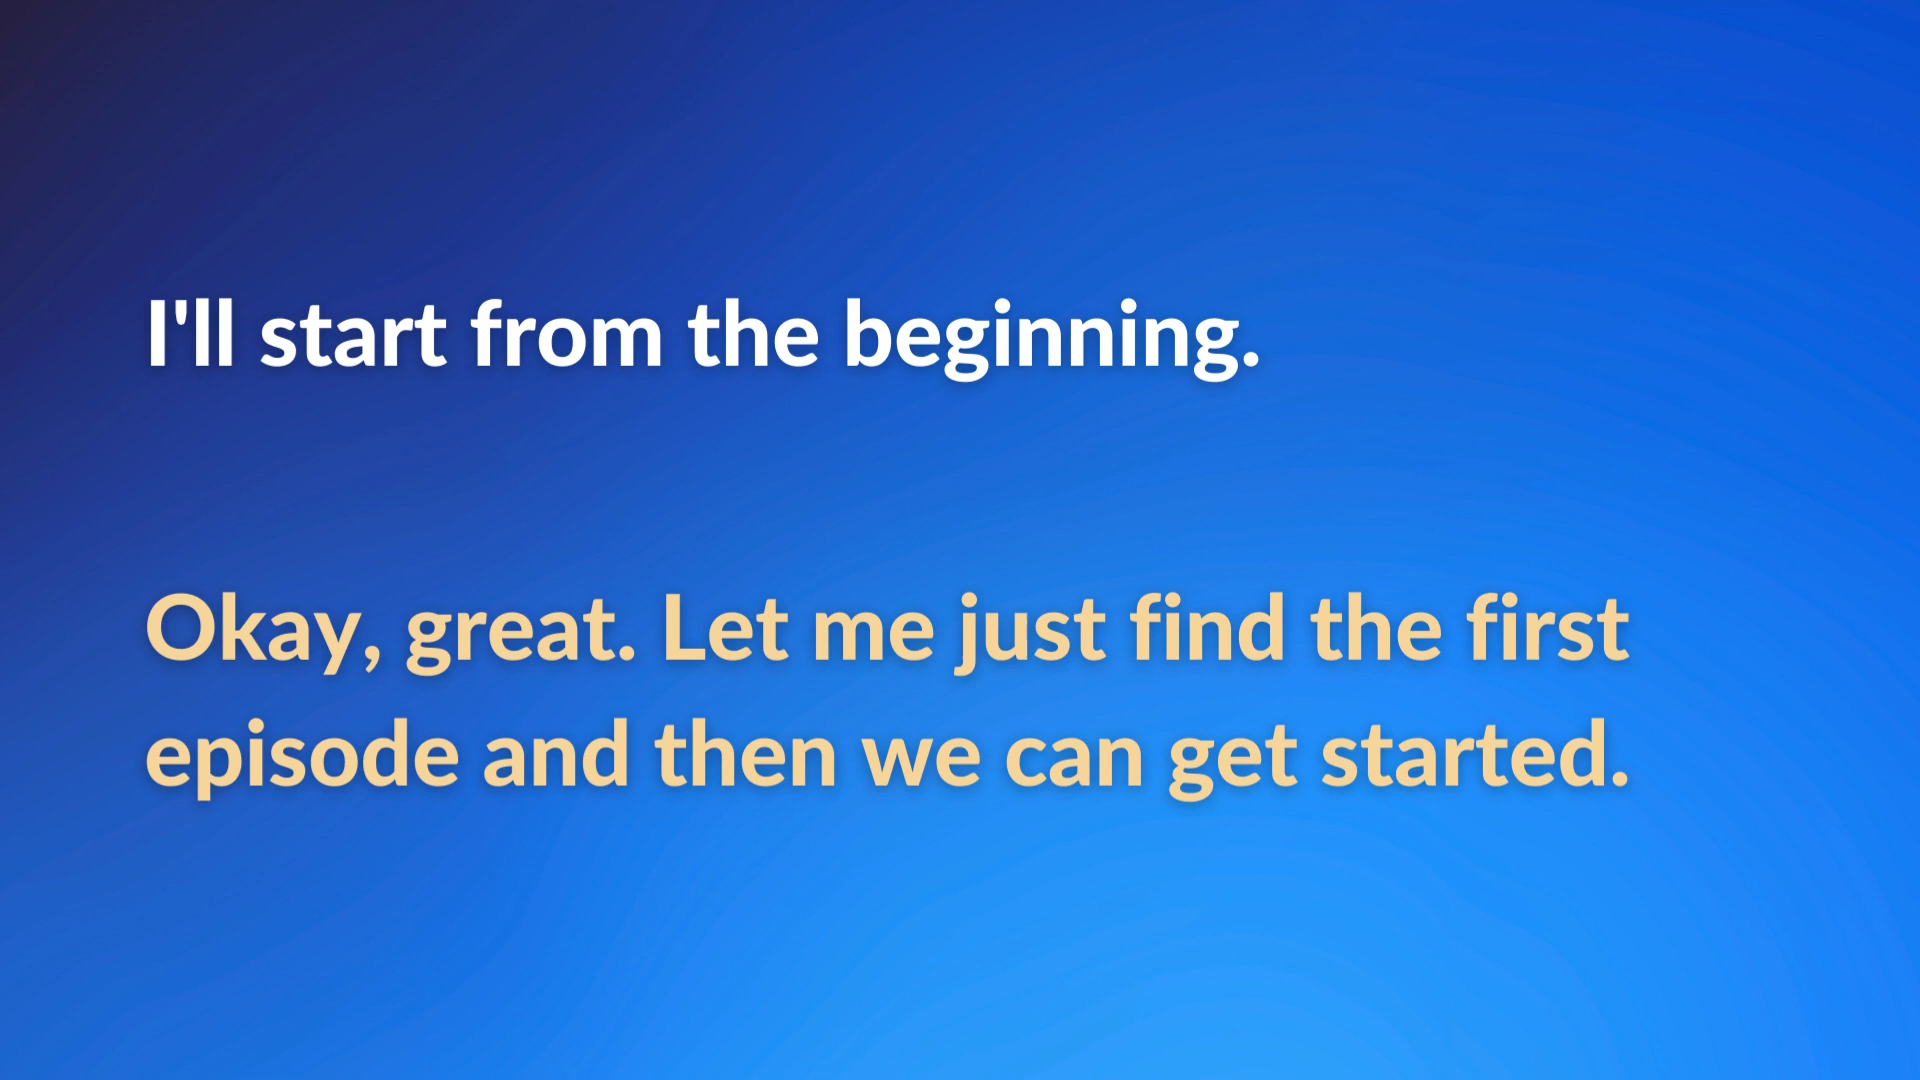 I'll start from the beginning.
Okay, great. Let me just find the first
episode and then we can get started.